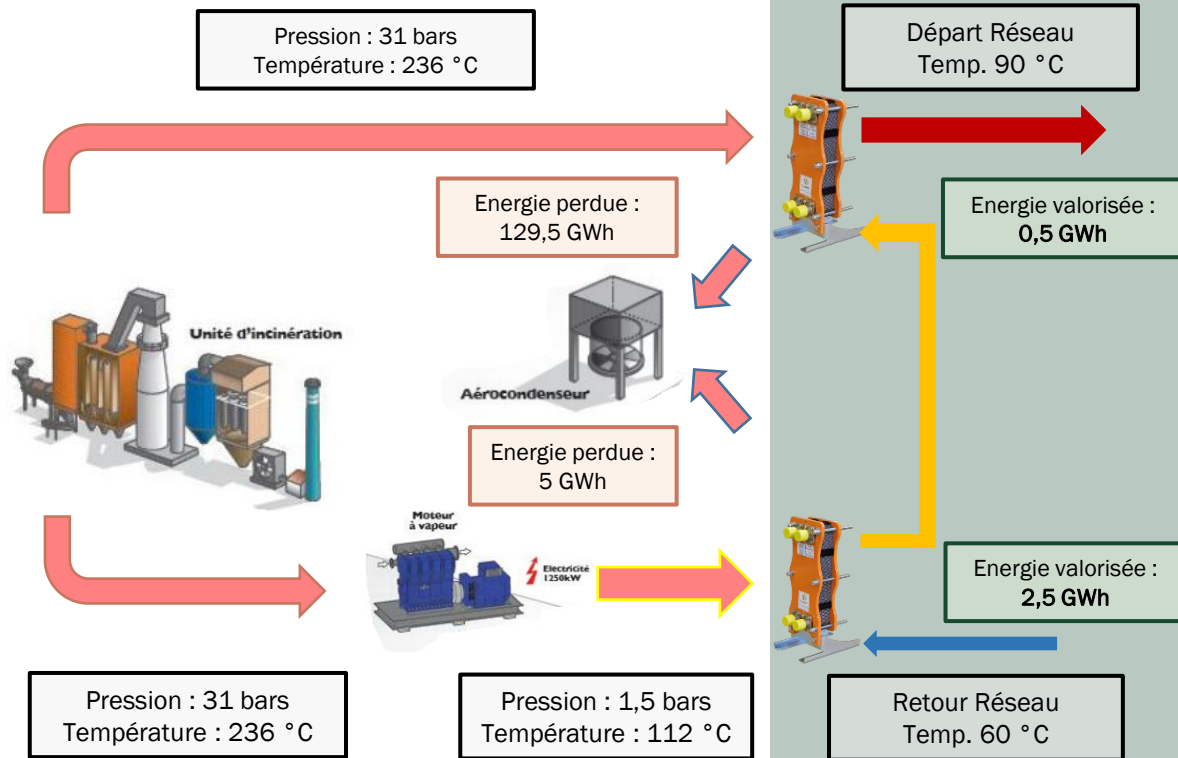 Pression : 31 bars
Température : 236 °C
Départ Réseau
Temp. 90 °C
Energie perdue :
129,5 GWh
Energie valorisée :
0,5 GWh
Unité d'incinération
Aérocondenseur
Energie perdue :
5 GWh
Moteur
à vapeur
Electricité
1250kW
Energie valorisée :
2,5 GWh
Pression : 31 bars
Température : 236 °C
Pression : 1,5 bars
Température : 112 °C
Retour Réseau
Temp. 60 °C